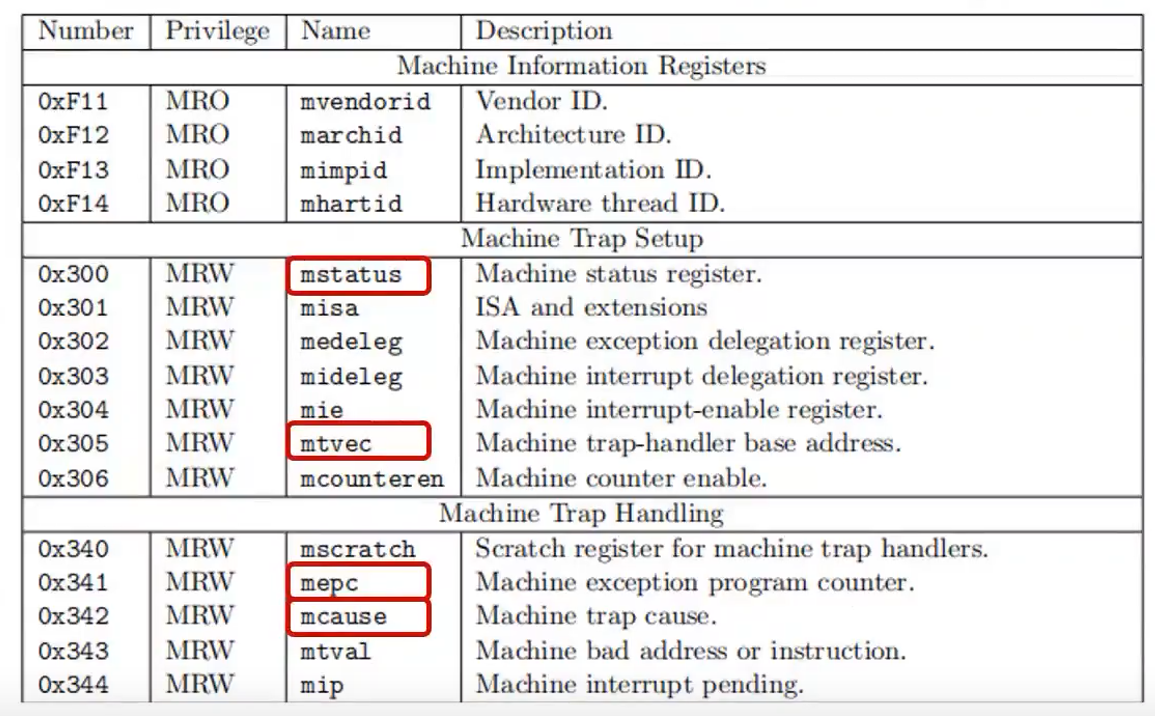 Number Privilege Name Description
Machine Information Registers
0xF11 MRO mvendorid Vendor ID.
0xF12 MRO marchid Architecture ID.
0xF13 MRO mimpid Implementation ID.
0xF14 MRO mhartid Hardware thread ID.
Machine Trap Setup
0x300 MRW mstatus Machine status register.
0x301 MRW misa ISA and extensions
0x302 MRW medeleg Machine exception delegation register.
0x303 MRW mideleg Machine interrupt delegation register.
0x304 MRW mie Machine interrupt-enable register.
0x305 MRW mtvec Machine trap-handler base address.
0x306 MRW mcounteren Machine counter enable.
Machine Trap Handling
0x340 MRW mscratch Scratch register for machine trap handlers.
0x341 MRW mepc Machine exception program counter.
0x342 MRW mcause Machine trap cause.
0x343 MRW mtval Machine bad address or instruction.
0x344 MRW mip Machine interrupt pending.